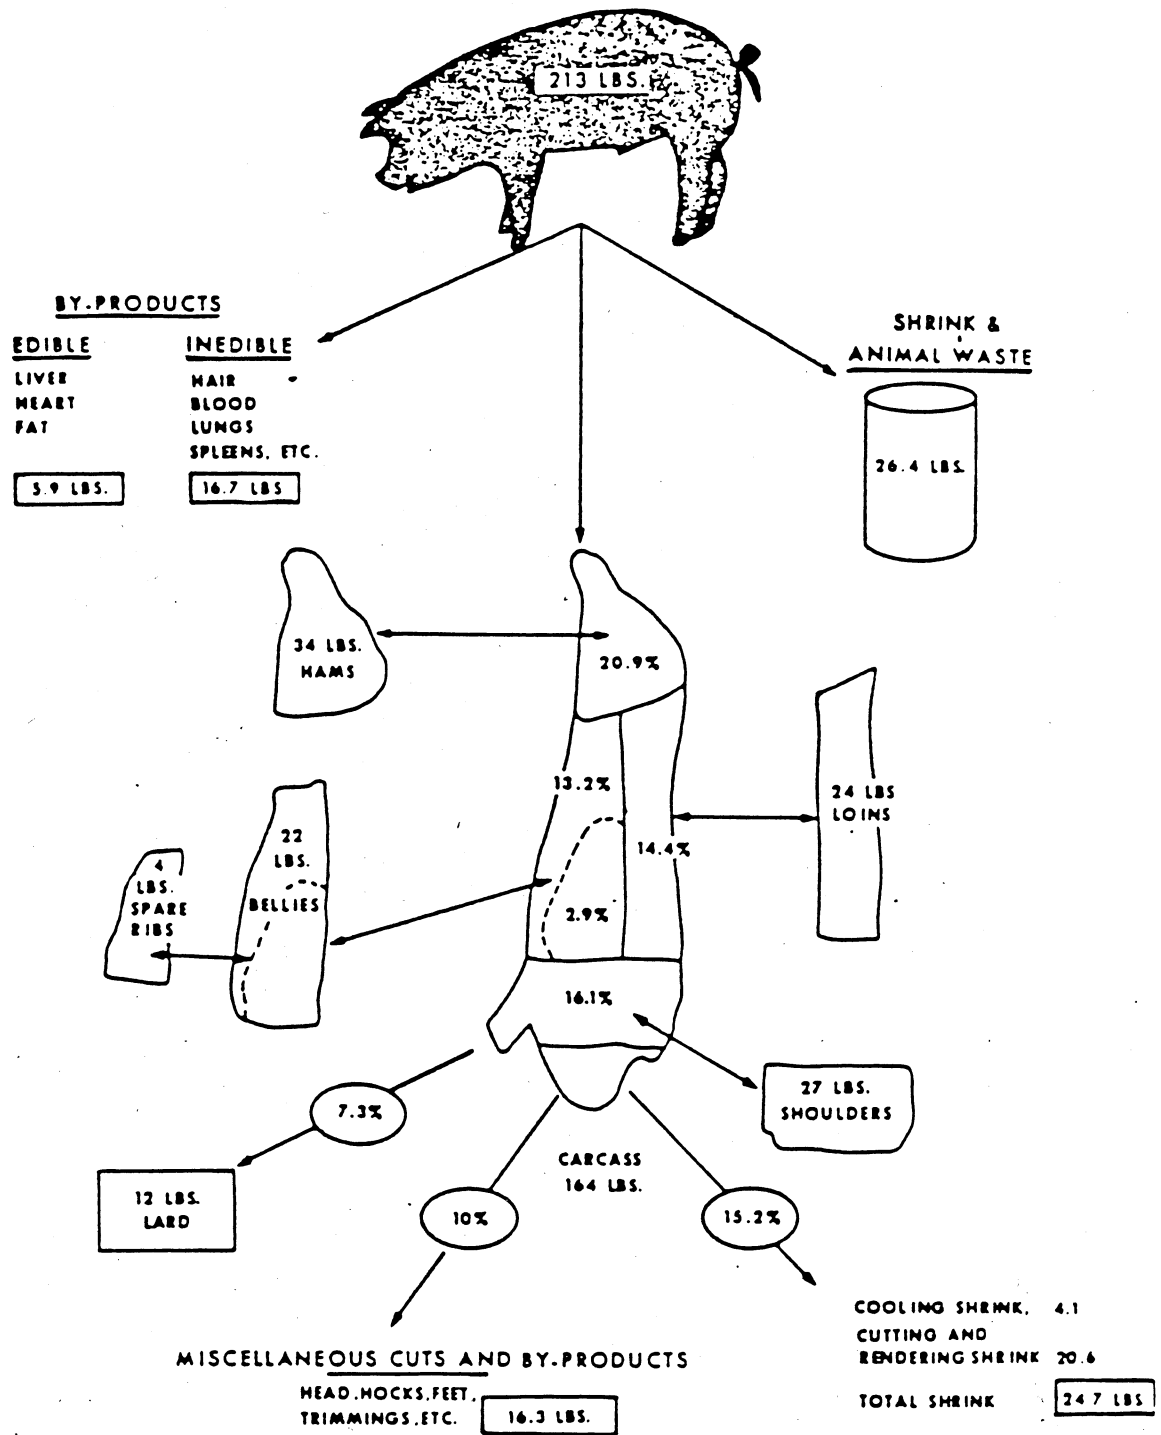 213 LBS.
BY-PRODUCTS
EDIBLE
LIVER
HEART
FAT
5.9 LBS.
INEDIBLE
HAIR
BLOOD
LUNGS
SPLEENS, ETC.
16.7 LBS
SHRINK &
ANIMAL WASTE
26.4 LBS.
34 LBS.
HAMS
20.9%
13.2%
14.4%
2.9%
16.1%
24 LBS
LOINS
22
LBS.
BELLIES
4
LBS.
SPARE
RIBS
27 LBS.
SHOULDERS
7.3%
12 LBS.
LARD
CARCASS
164 LBS.
10%
15.2%
MISCELLANEOUS CUTS AND BY-PRODUCTS
HEAD, HOCKS, FEET,
TRIMMINGS, ETC.
16.3 LBS.
COOLING SHRINK, 4.1
CUTTING AND
RENDERING SHRINK 20.6
TOTAL SHRINK 24.7 LBS